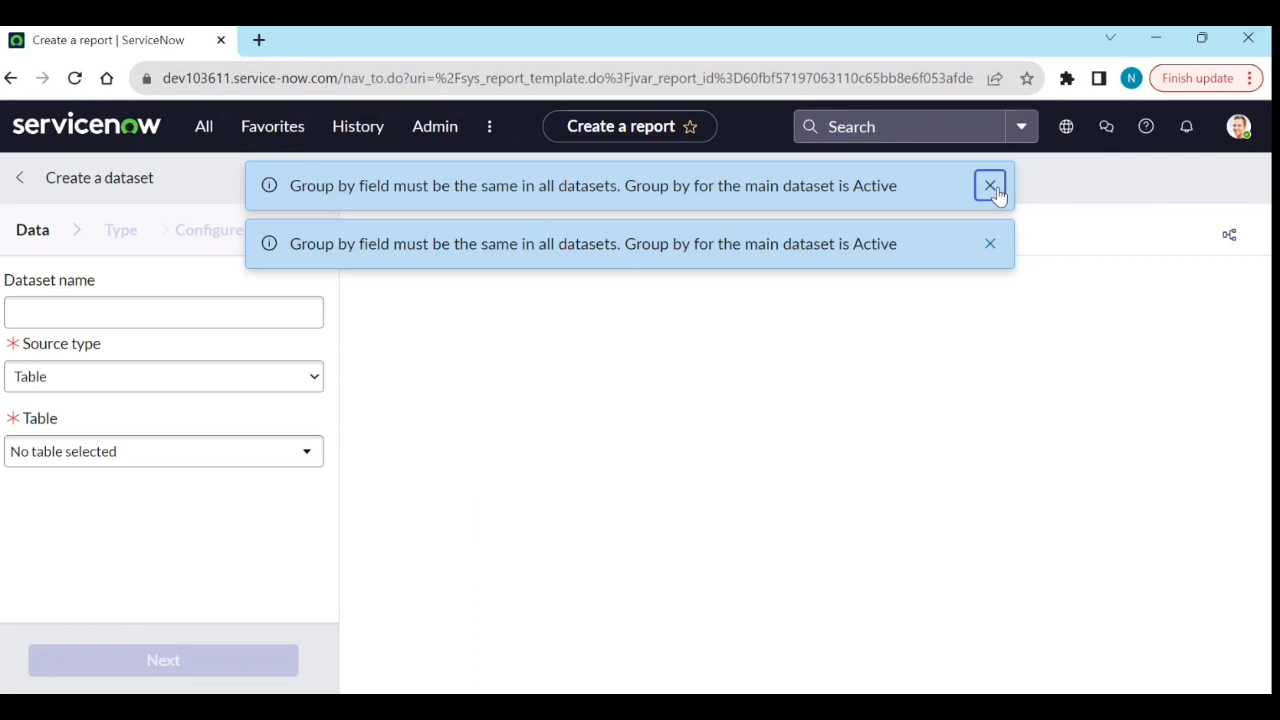 Create a report | ServiceNow
dev103611.service-now.com/nav_to.do?uri=%2Fsys_report_template.do%3Fjvar_report_id%3D60fbf57197063110c65bb8e6f053afde
N
Finish update
servicenow
All
Favorites
History
Admin
Create a report
Search
Create a dataset
Group by field must be the same in all datasets. Group by for the main dataset is Active
Data
Type
Configure
Group by field must be the same in all datasets. Group by for the main dataset is Active
Dataset name
* Source type
Table
* Table
No table selected
Next